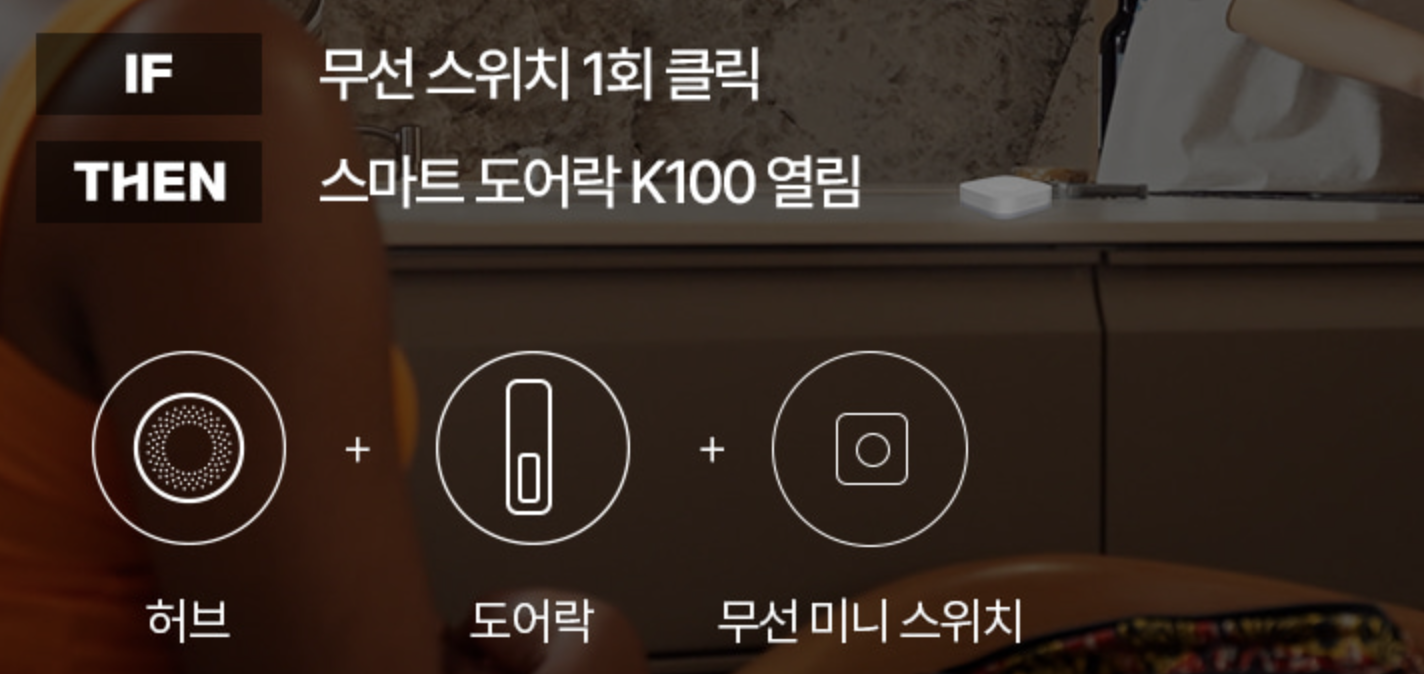 IF 무선 스위치 1회 클릭
THEN 스마트 도어락 K100 열림
허브 + 도어락 + 무선 미니 스위치